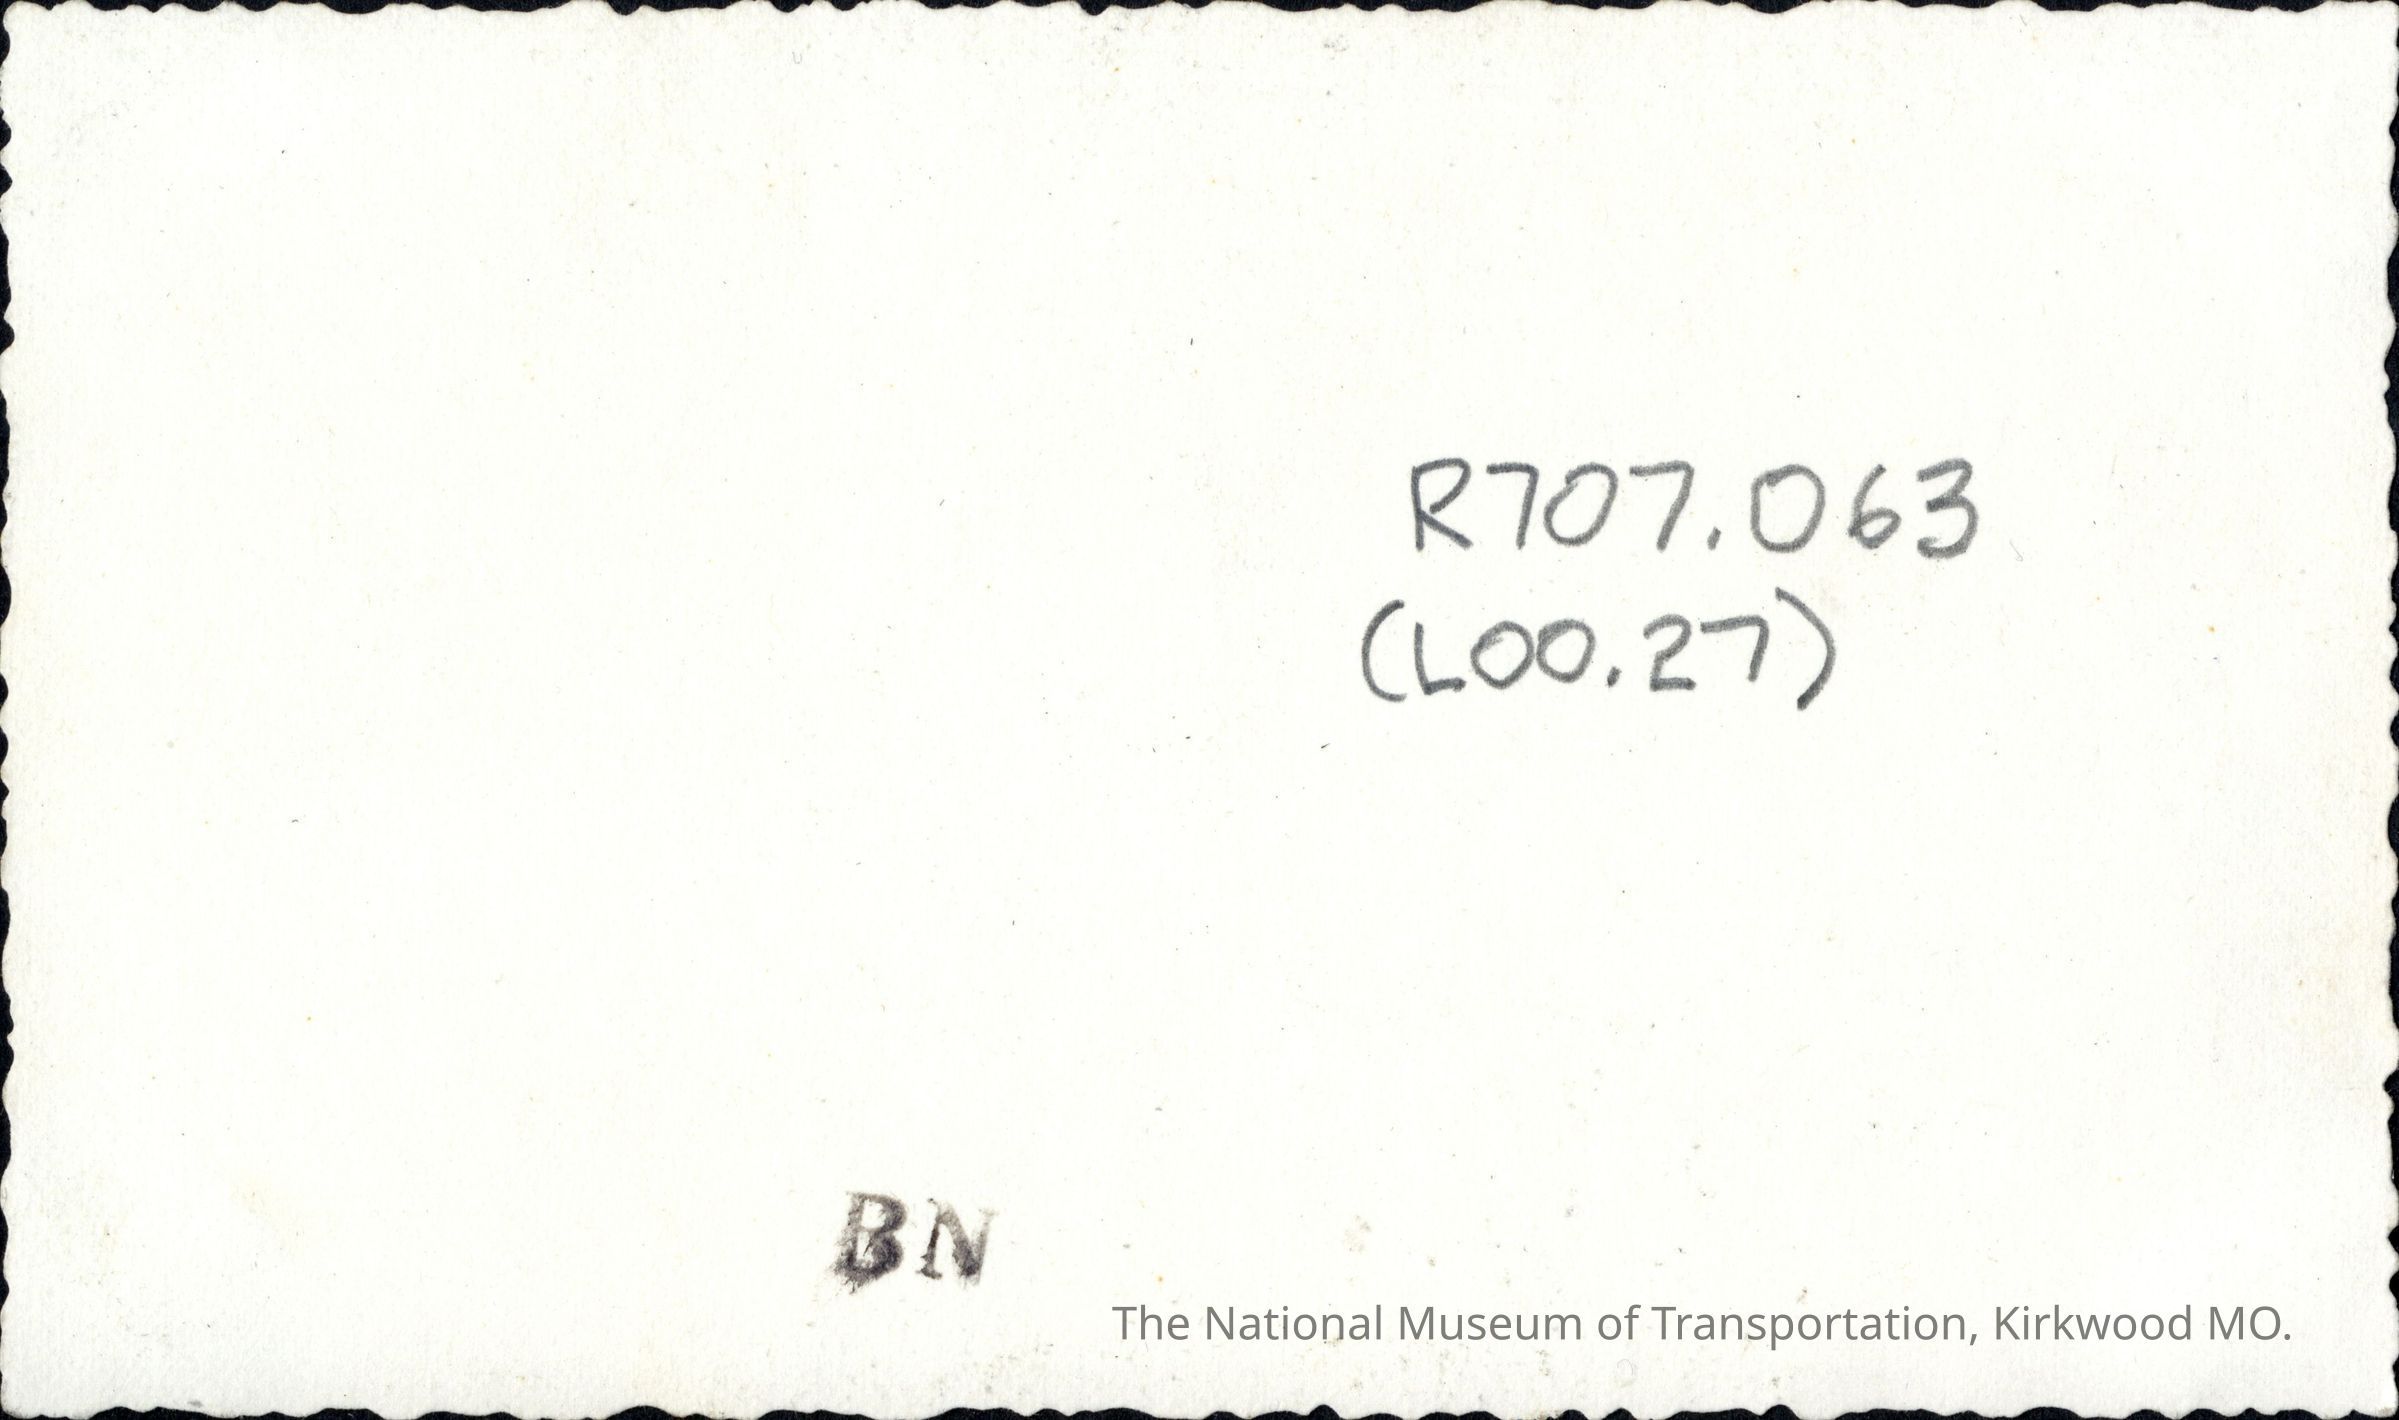 R707.063
(L00.27)
BN
The National Museum of Transportation, Kirkwood MO.